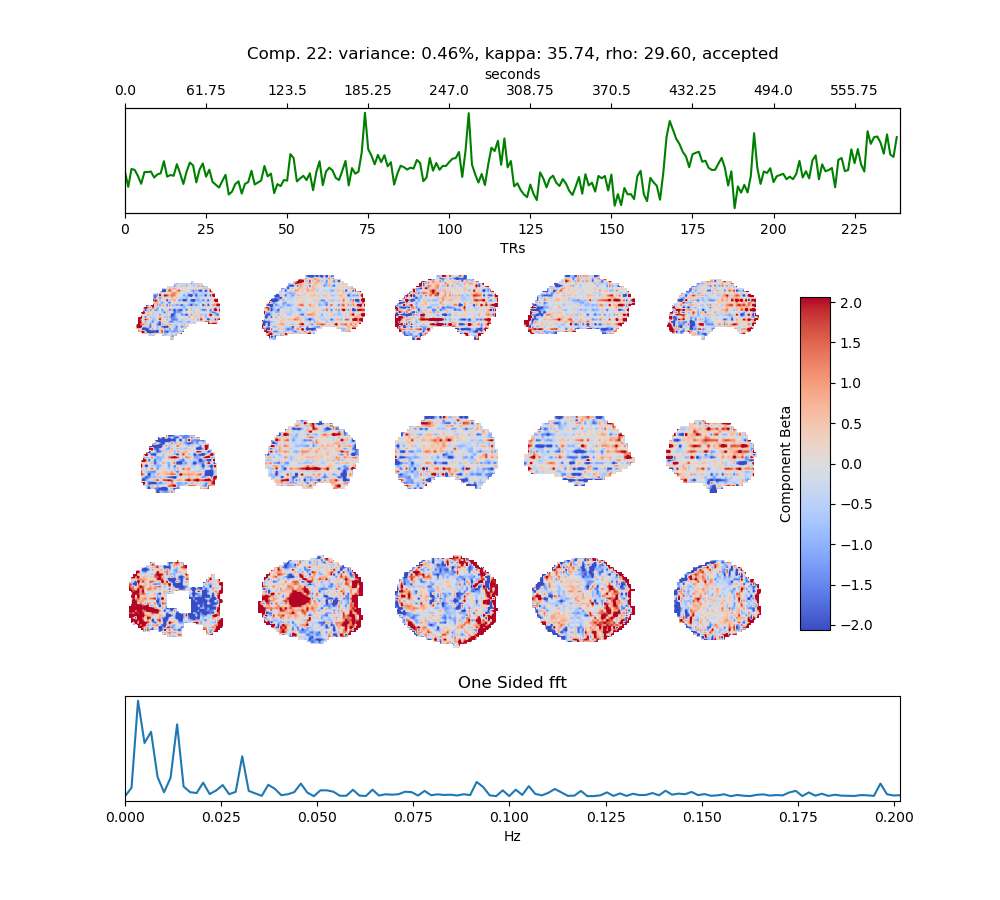 Comp. 22: variance: 0.46%, kappa: 35.74, rho: 29.60, accepted
seconds
0.0 61.75 123.5 185.25 247.0 308.75 370.5 432.25 494.0 555.75
0 25 50 75 100 125 150 175 200 225
TRs
2.0
1.5
1.0
0.5
0.0
−0.5
−1.0
−1.5
−2.0
Component Beta
One Sided fft
0.000 0.025 0.050 0.075 0.100 0.125 0.150 0.175 0.200
Hz